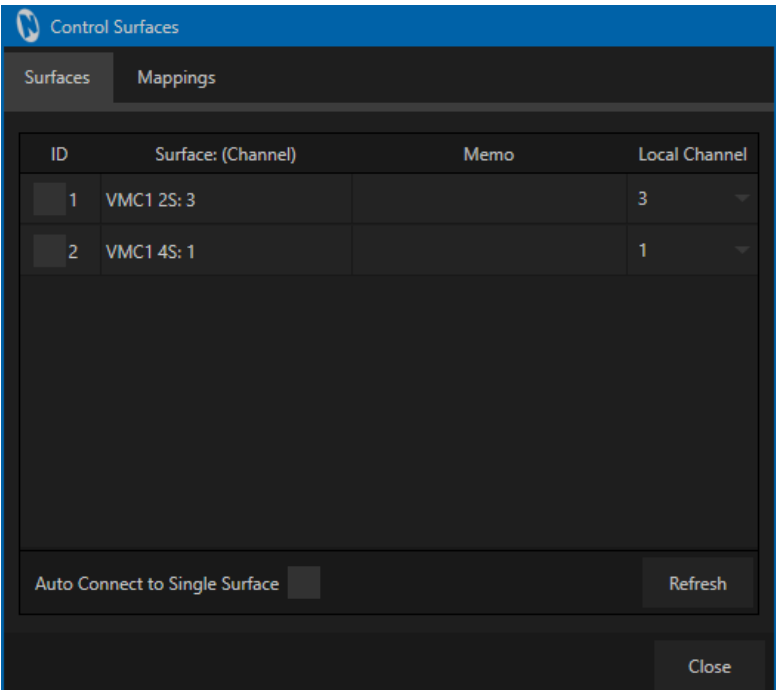 Control Surfaces
Surfaces Mappings
ID Surface: (Channel) Memo Local Channel
1 VMC1 2S: 3 3
2 VMC1 4S: 1 1
Auto Connect to Single Surface Refresh
Close